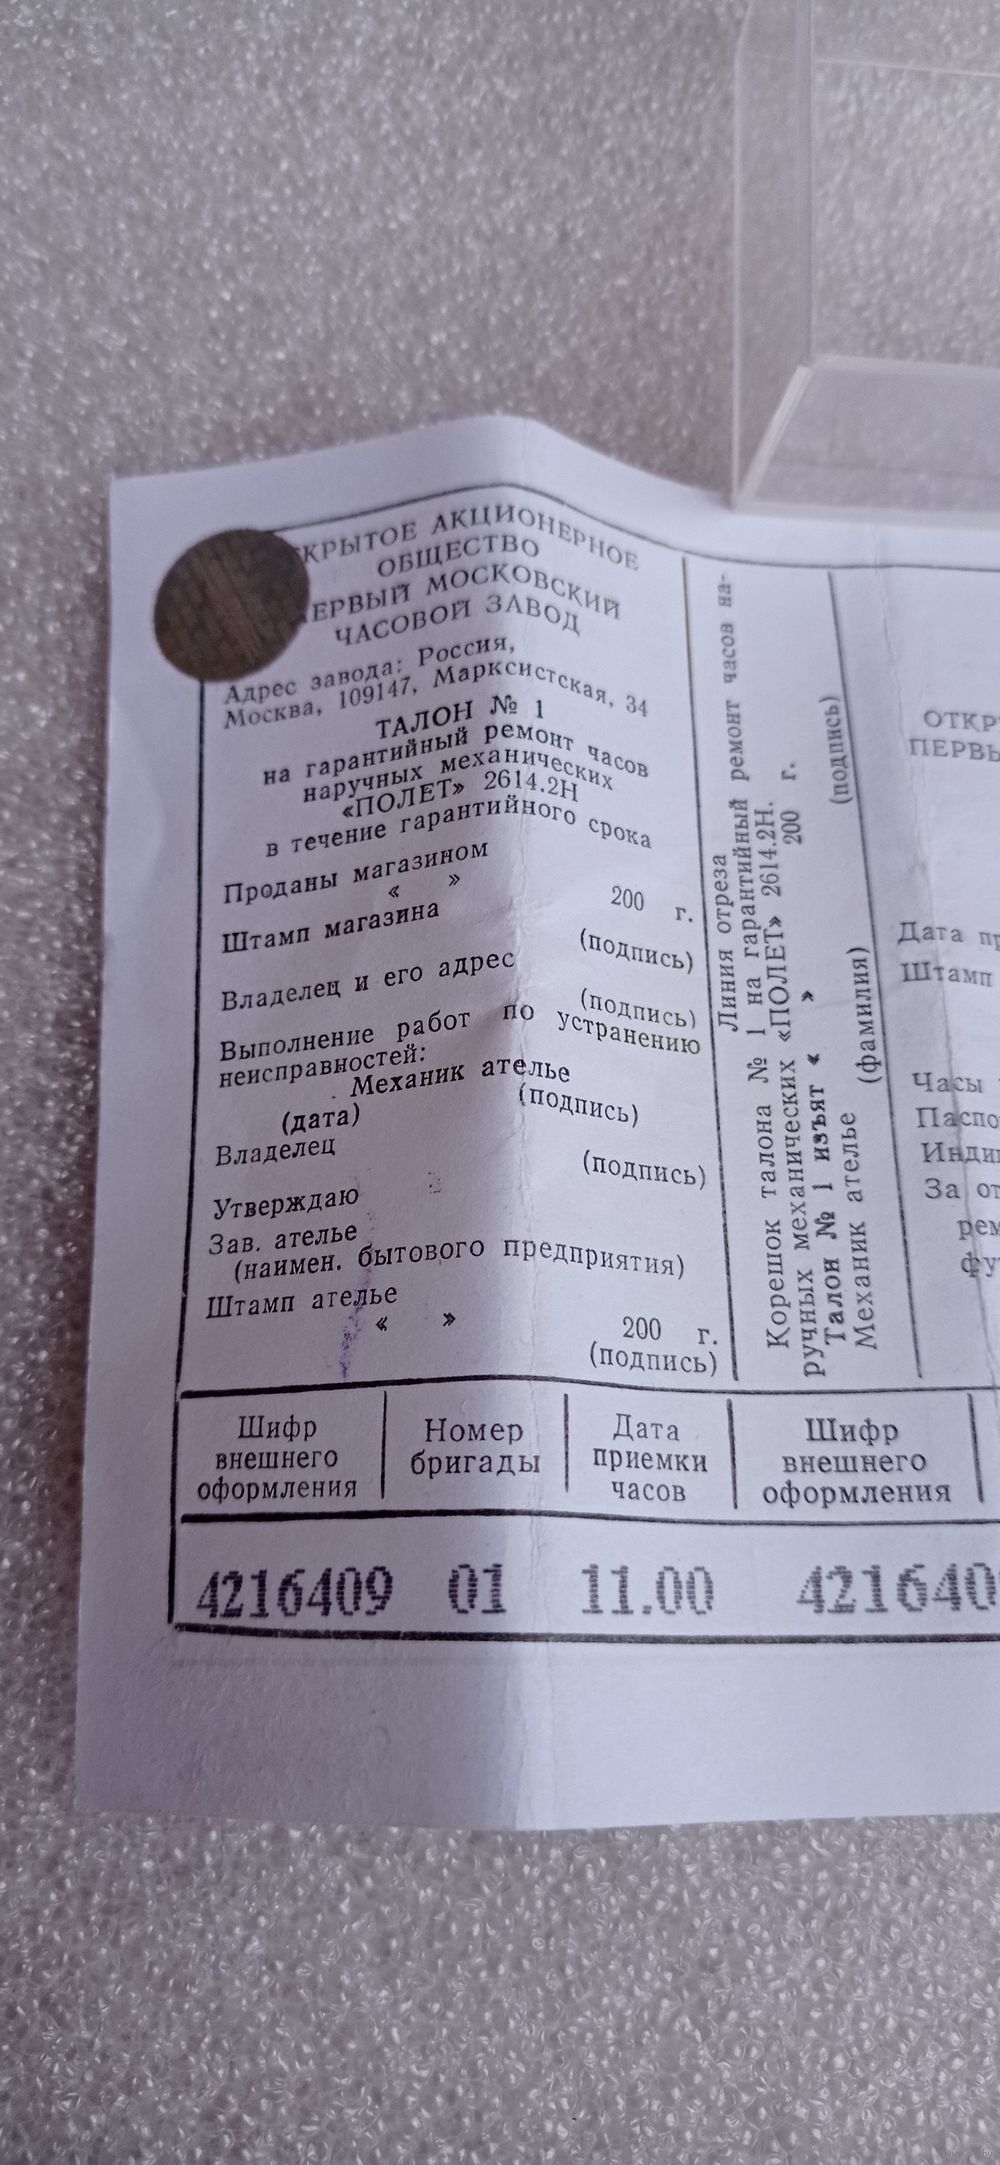 КРЫТОЕ АКЦИОНЕРНОЕ
ОБЩЕСТВО
ПЕРВЫЙ МОСКОВСКИЙ
ЧАСОВОЙ ЗАВОД
Адрес завода: Россия,
Москва, 109147, Марксистская, 34
ТАЛОН № 1
на гарантийный ремонт часов
наручных механических
«ПОЛЕТ» 2614.2Н
в течение гарантийного срока
Проданы магазином
« » 200 г.
Штамп магазина
(подпись)
Владелец и его адрес
(подпись)
Выполнение работ по устранению
неисправностей:
Механик ателье
(дата) (подпись)
Владелец
(подпись)
Утверждаю
Зав. ателье
(наимен. бытового предприятия)
Штамп ателье
« » 200 г.
(подпись)
Линия отреза
Корешок талона № 1 на гарантийный ремонт часов на-
ручных механических «ПОЛЕТ» 2614.2Н.
Талон № 1 изъят « » 200 г.
Механик ателье (фамилия) (подпись)
ОТКР
ПЕРВЫ
Дата пр
Штамп
Часы
Паспо
Инди
За от
рем
фу
Шифр внешнего оформления
Номер бригады
Дата приемки часов
Шифр внешнего оформления
4216409 01 11.00 421640